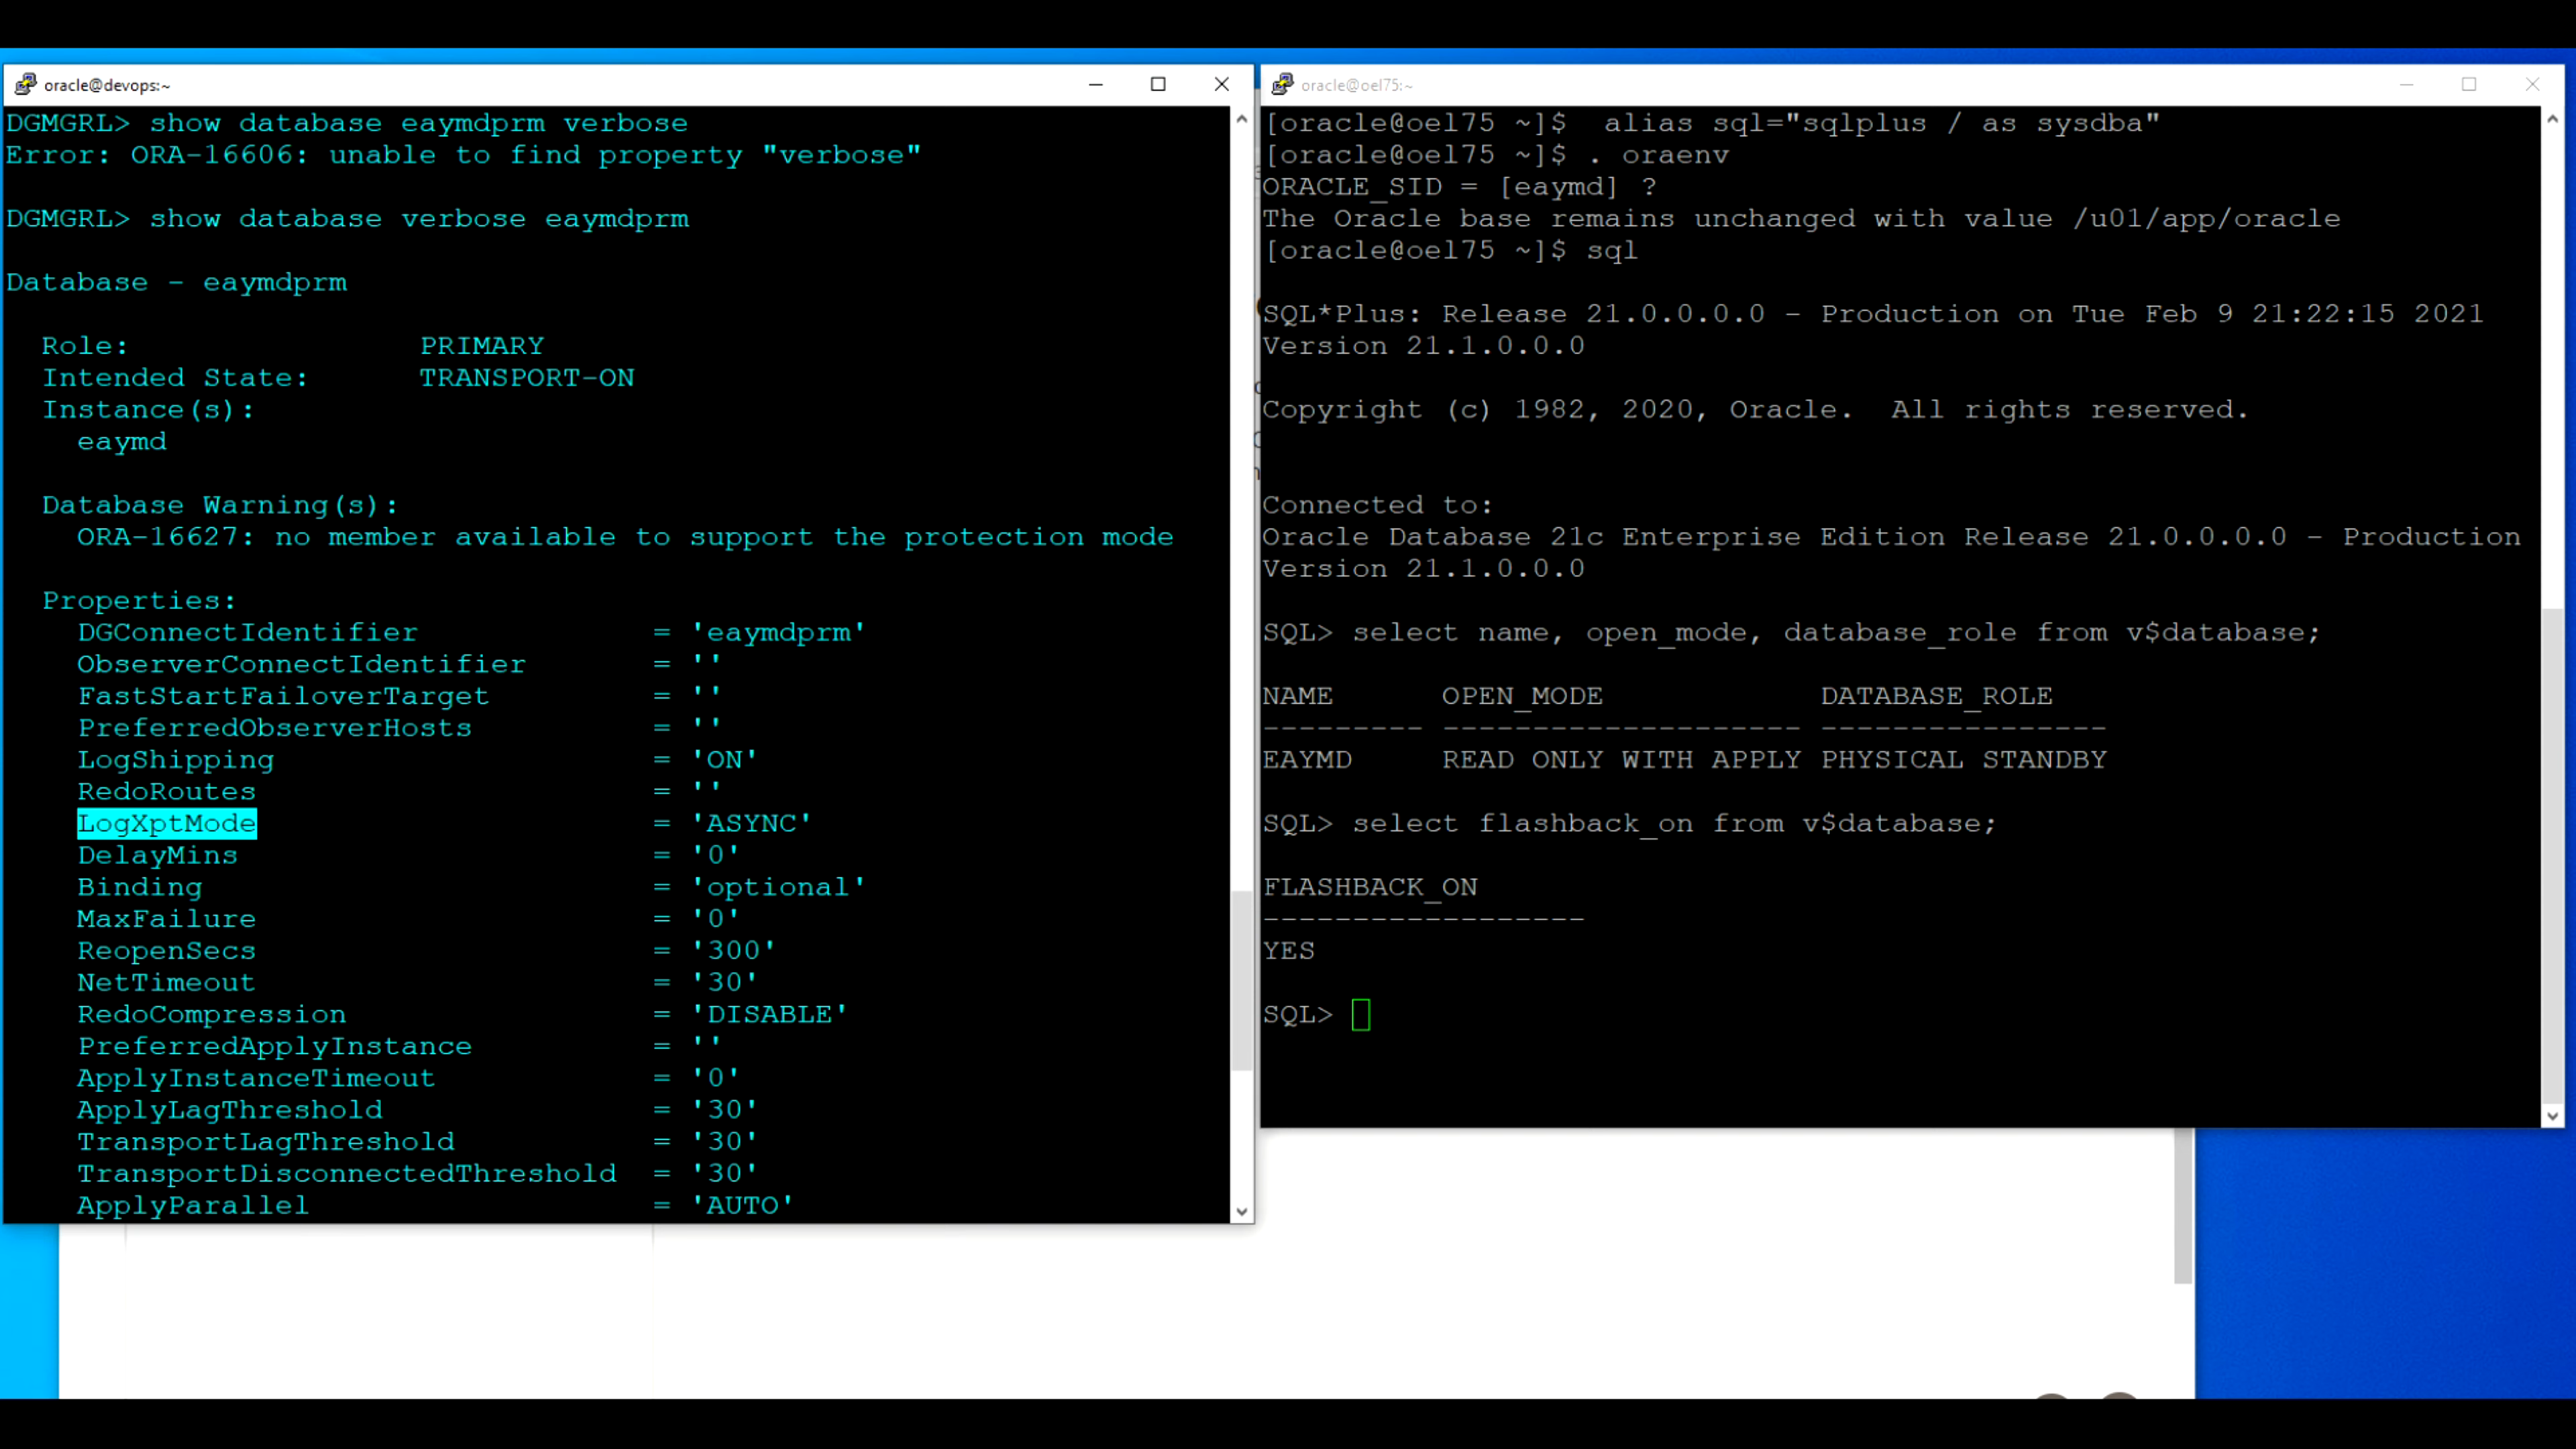 oracle@devops:~
DGMGRL> show database eaymdprm verbose
Error: ORA-16606: unable to find property "verbose"
DGMGRL> show database verbose eaymdprm
Database - eaymdprm
Role: PRIMARY
Intended State: TRANSPORT-ON
Instance(s):
eaymd
Database Warning(s):
ORA-16627: no member available to support the protection mode
Properties:
DGConnectIdentifier = 'eaymdprm'
ObserverConnectIdentifier = ''
FastStartFailoverTarget = ''
PreferredObserverHosts = ''
LogShipping = 'ON'
RedoRoutes = ''
LogXptMode = 'ASYNC'
DelayMins = '0'
Binding = 'optional'
MaxFailure = '0'
ReopenSecs = '300'
NetTimeout = '30'
RedoCompression = 'DISABLE'
PreferredApplyInstance = ''
ApplyInstanceTimeout = '0'
ApplyLagThreshold = '30'
TransportLagThreshold = '30'
TransportDisconnectedThreshold = '30'
ApplyParallel = 'AUTO'
oracle@oel75:~
[oracle@oel75 ~]$  alias sql="sqlplus / as sysdba"
[oracle@oel75 ~]$ . oraenv
ORACLE_SID = [eaymd] ?
The Oracle base remains unchanged with value /u01/app/oracle
[oracle@oel75 ~]$ sql
SQL*Plus: Release 21.0.0.0.0 - Production on Tue Feb 9 21:22:15 2021
Version 21.1.0.0.0
Copyright (c) 1982, 2020, Oracle.  All rights reserved.
Connected to:
Oracle Database 21c Enterprise Edition Release 21.0.0.0.0 - Production
Version 21.1.0.0.0
SQL> select name, open_mode, database_role from v$database;
NAME OPEN_MODE DATABASE_ROLE
--------- -------------------- ----------------
EAYMD READ ONLY WITH APPLY PHYSICAL STANDBY
SQL> select flashback_on from v$database;
FLASHBACK_ON
------------------
YES
SQL>